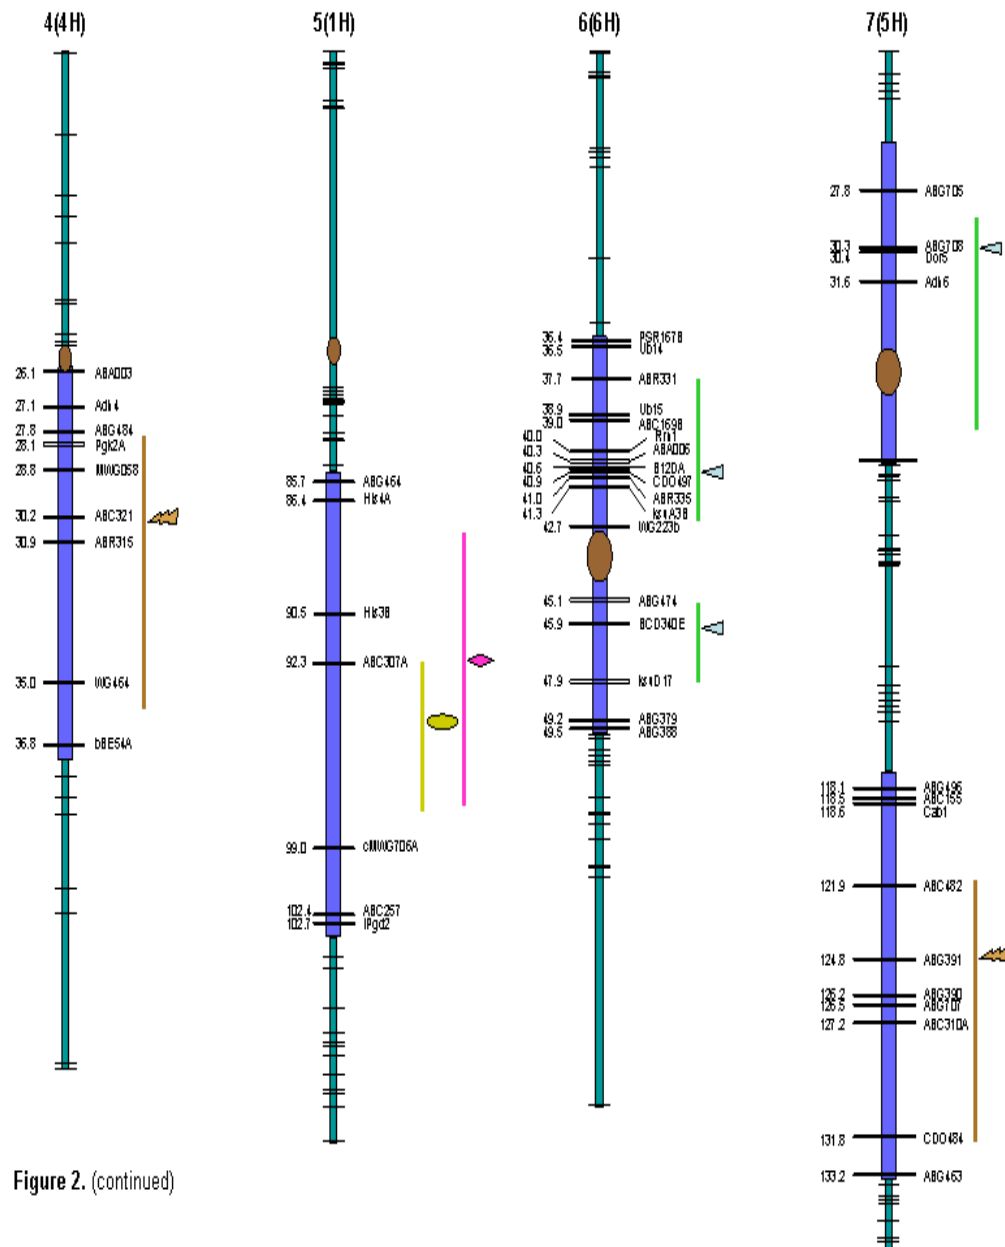 4(4H)
5(1H)
6(6H)
7(5H)
26.1 ABA003
27.1 Adh4
27.8 ABG484
28.1 Pgk2A
28.8 MWG058
30.2 ABC321
30.9 ABR315
35.0 WG464
36.8 bBE54A
85.7 ABG464
86.4 His4A
90.5 His3B
92.3 ABC307A
99.0 cMWG706A
102.4 ABC257
102.7 iPgd2
36.4 PSR167B
36.5 Ubi4
37.7 ABR331
38.9 Ubi5
39.0 ABC169B
40.0 Rrn1
40.3 ABA006
40.6 B120A
40.9 CDO497
41.0 ABR335
41.3 ksuA3B
42.7 WG223b
45.1 ABG474
45.9 BCD340E
47.9 ksuD17
49.2 ABG379
49.5 ABG388
27.8 ABG705
30.3 ABG708
30.4 Dor5
31.6 Adh6
118.1 ABG495
118.5 ABC155
118.6 Cab1
121.9 ABC482
124.8 ABG391
126.2 ABG390
126.5 ABG707
127.2 ABC310A
131.8 CDO484
133.2 ABG463
Figure 2. (continued)